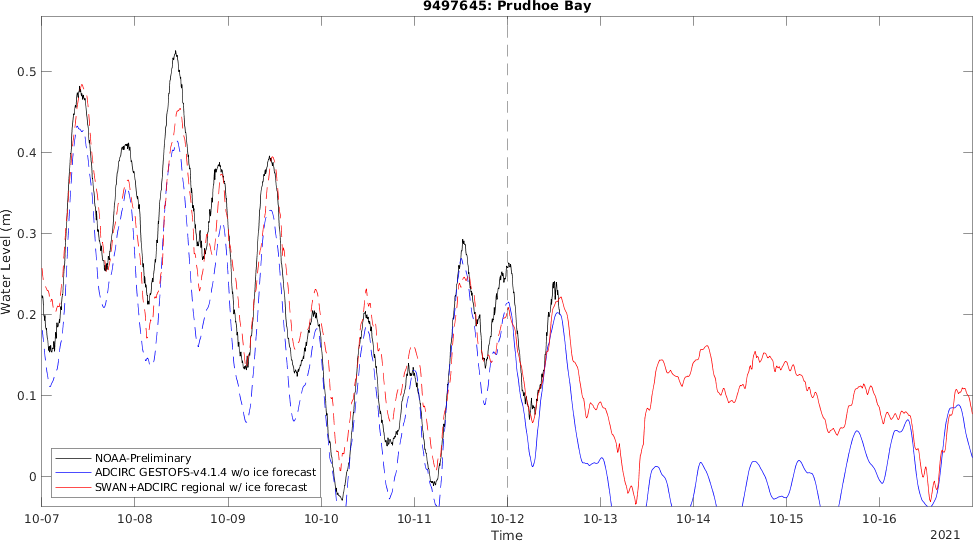 9497645: Prudhoe Bay
Water Level (m)
0.5
0.4
0.3
0.2
0.1
0
NOAA-Preliminary
ADCIRC GESTOFS-v4.1.4 w/o ice forecast
SWAN+ADCIRC regional w/ ice forecast
10-07 10-08 10-09 10-10 10-11 10-12 10-13 10-14 10-15 10-16
Time
2021